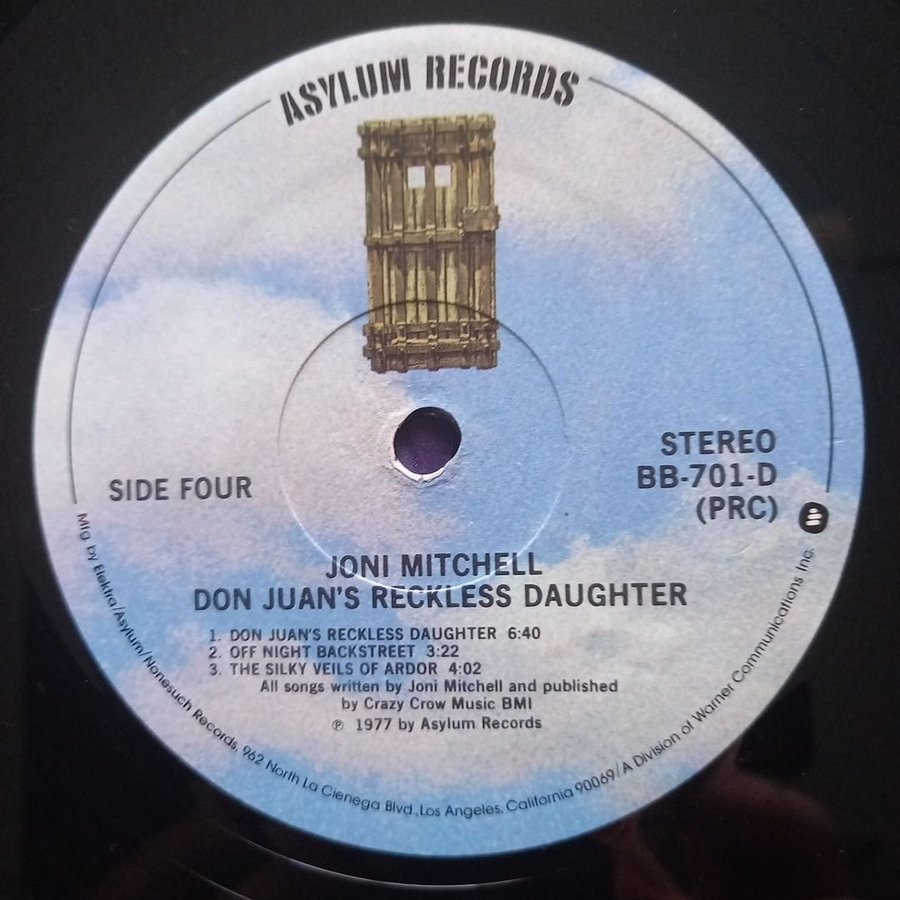 ASYLUM RECORDS
STEREO
BB-701-D
(PRC)
SIDE FOUR
JONI MITCHELL
DON JUAN'S RECKLESS DAUGHTER
1. DON JUAN'S RECKLESS DAUGHTER 6:40
2. OFF NIGHT BACKSTREET 3:22
3. THE SILKY VEILS OF ARDOR 4:02
All songs written by Joni Mitchell and published
by Crazy Crow Music BMI
℗ 1977 by Asylum Records
Mfg. by Elektra/Asylum/Nonesuch Records, 962 North La Cienega Blvd., Los Angeles, California 90069/A Division of Warner Communications Inc.